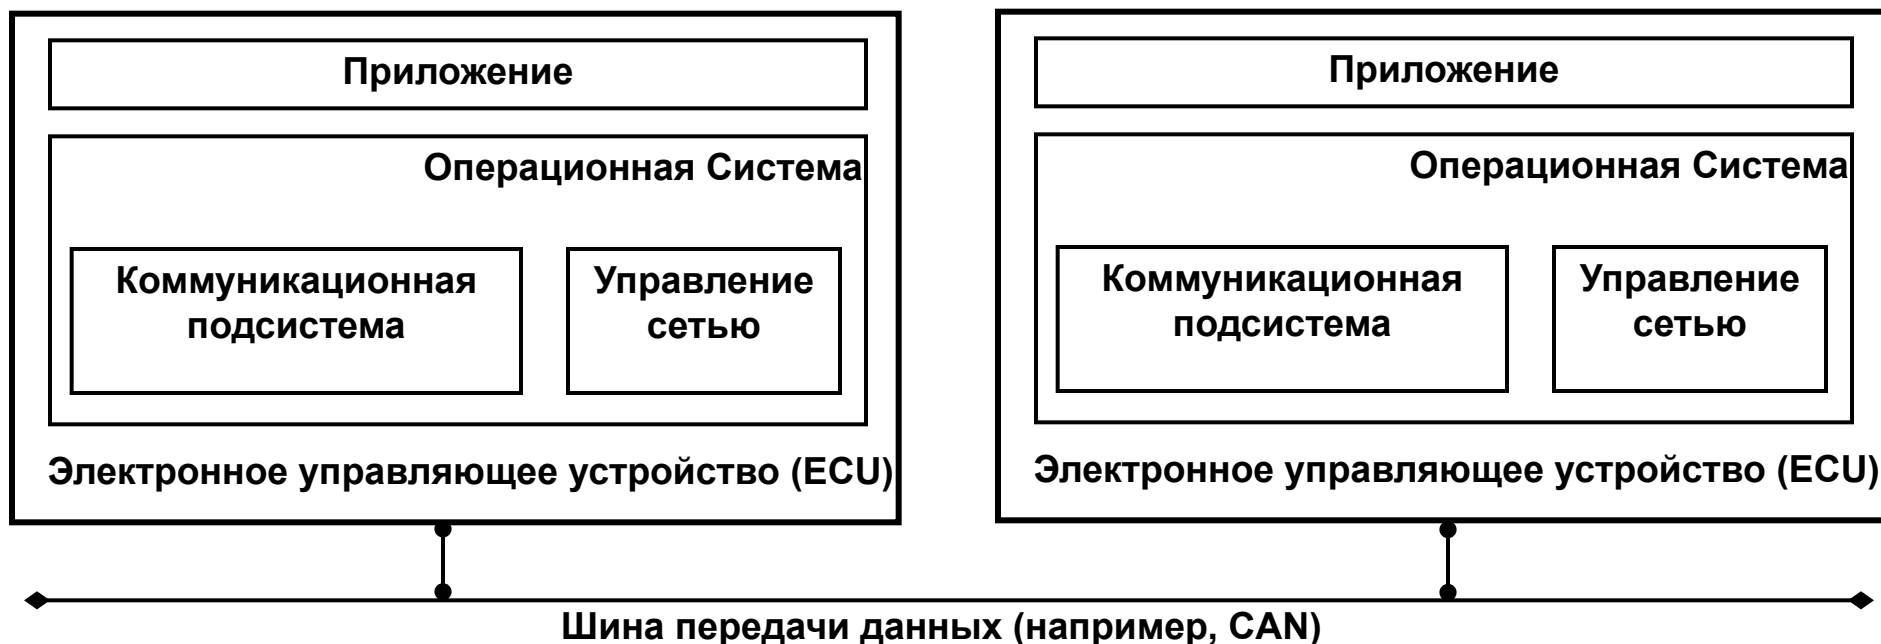 Приложение
Операционная Система
Коммуникационная
подсистема
Управление
сетью
Электронное управляющее устройство (ECU)
Приложение
Операционная Система
Коммуникационная
подсистема
Управление
сетью
Электронное управляющее устройство (ECU)
Шина передачи данных (например, CAN)